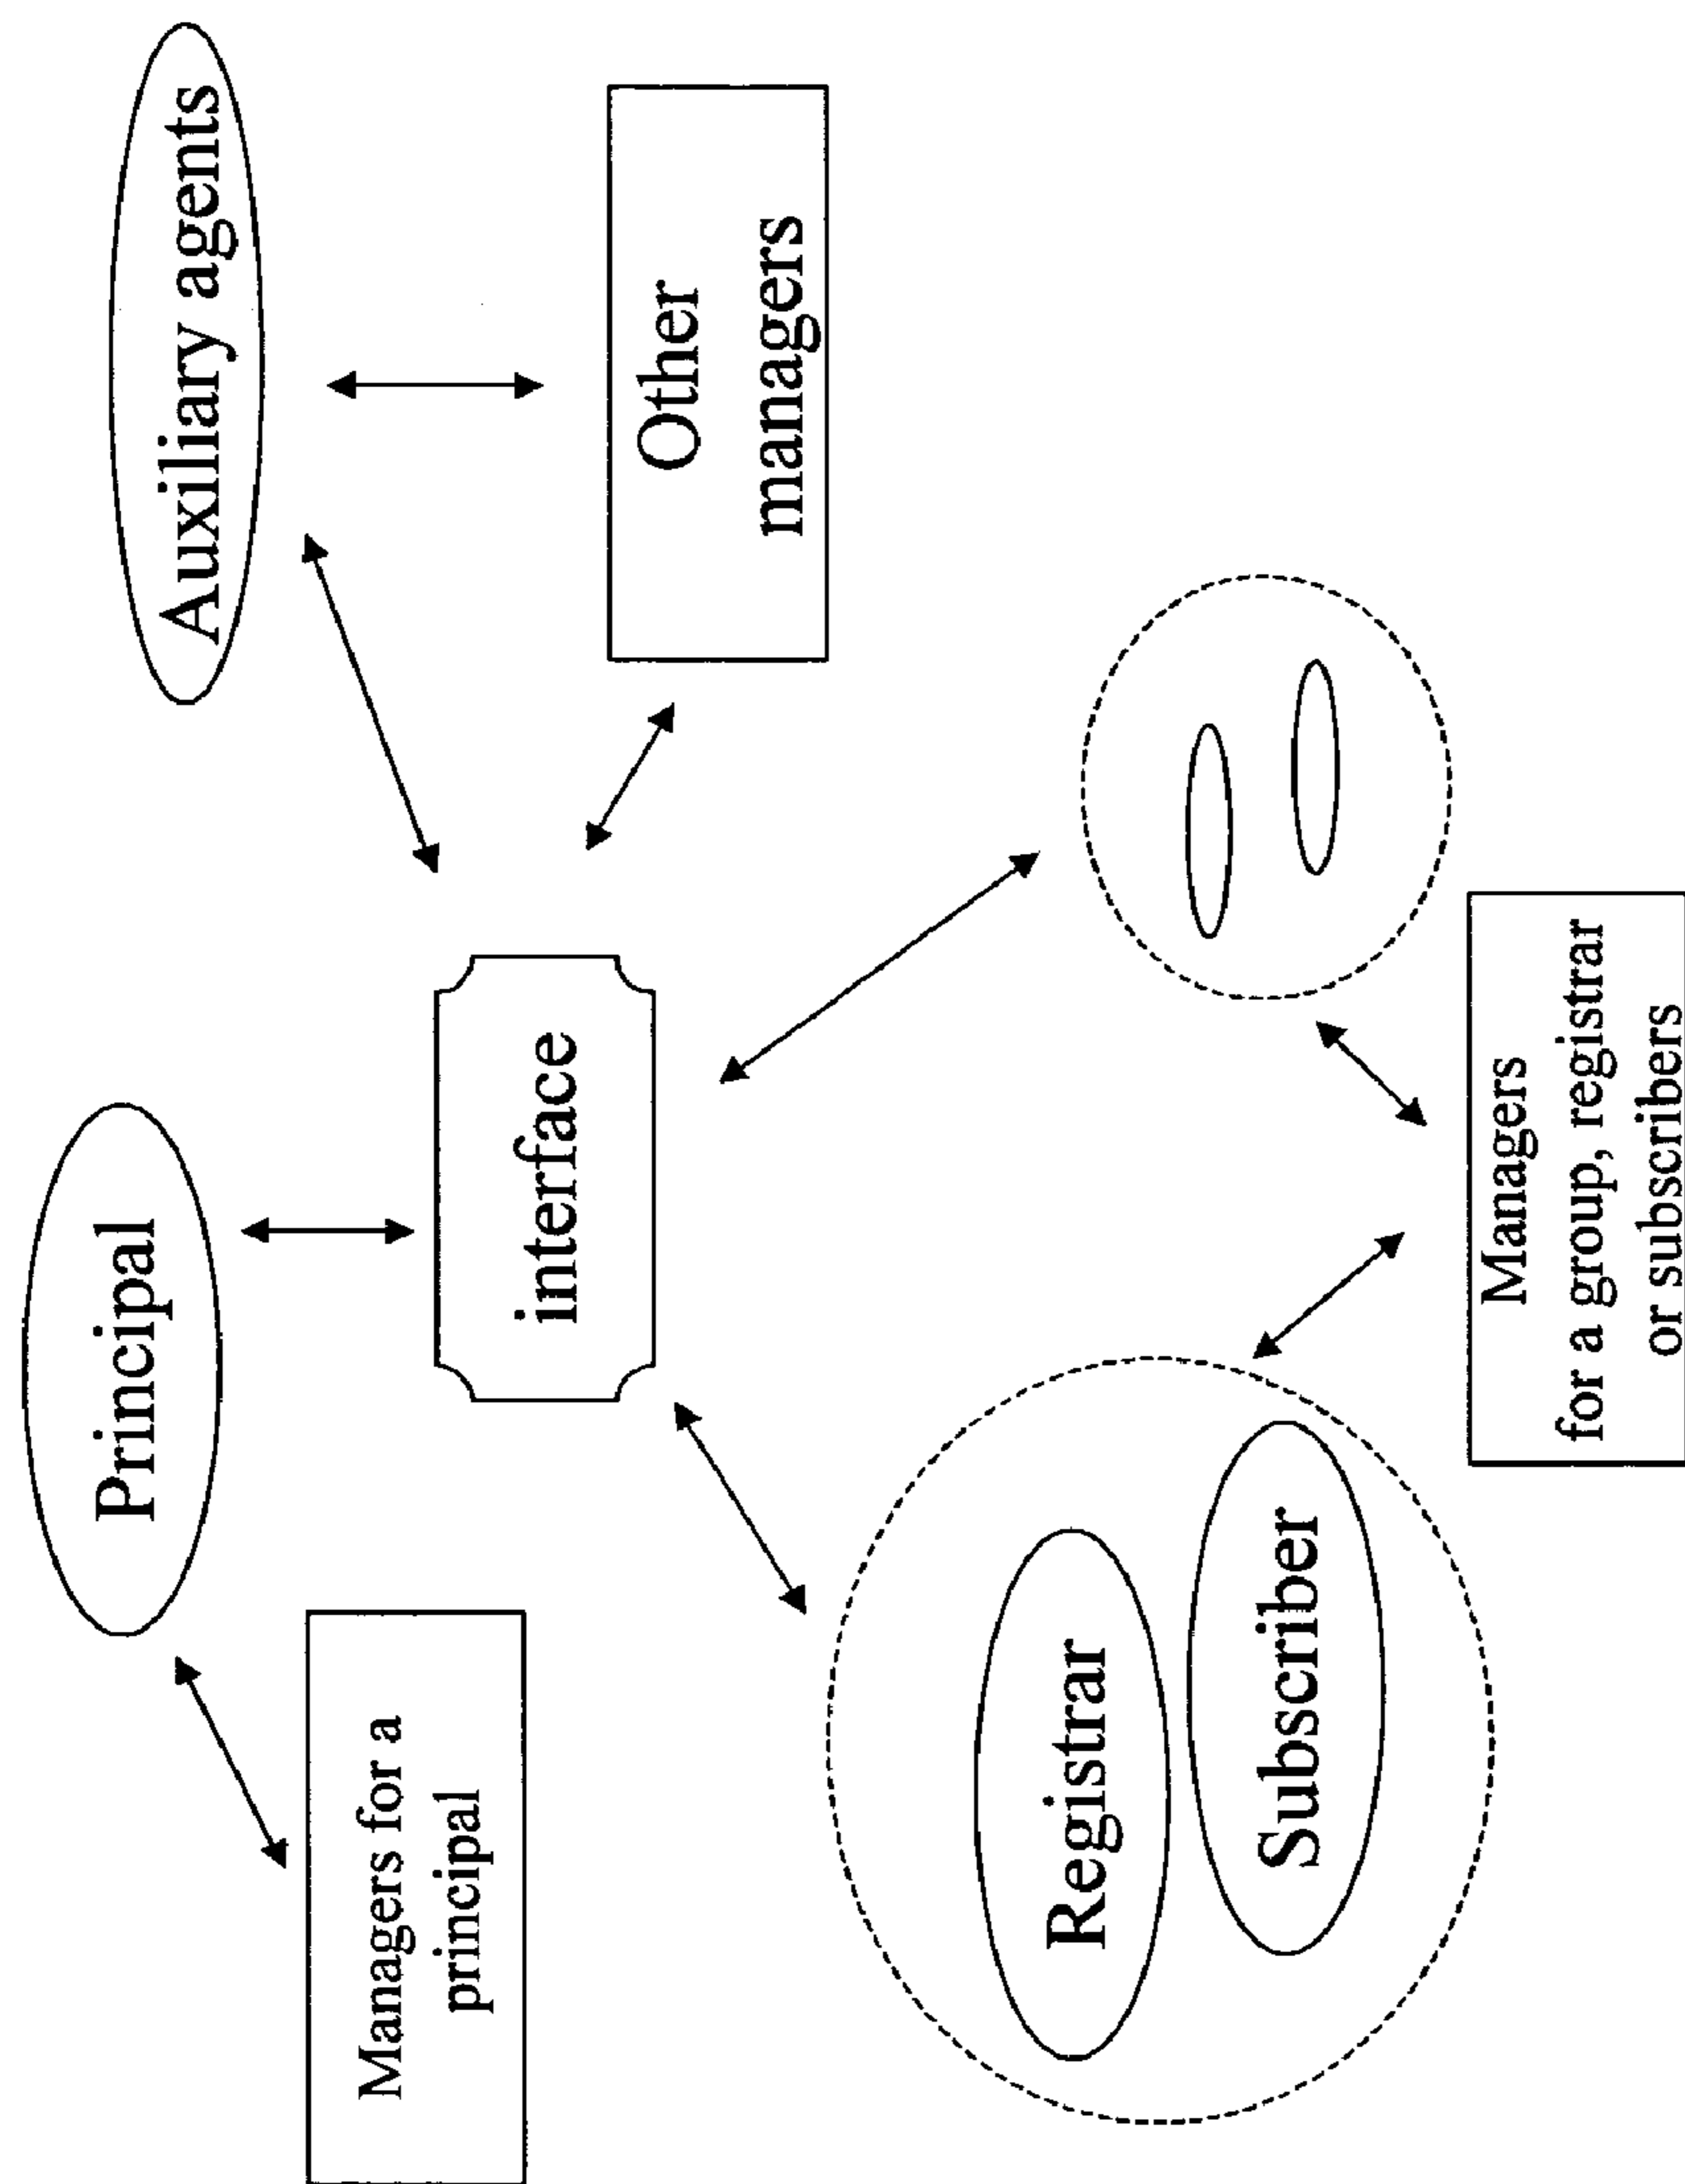 Principal
Auxiliary agents
Managers for a
principal
interface
Other
managers
Registrar
Subscriber
Managers
for a group, registrar
or subscribers